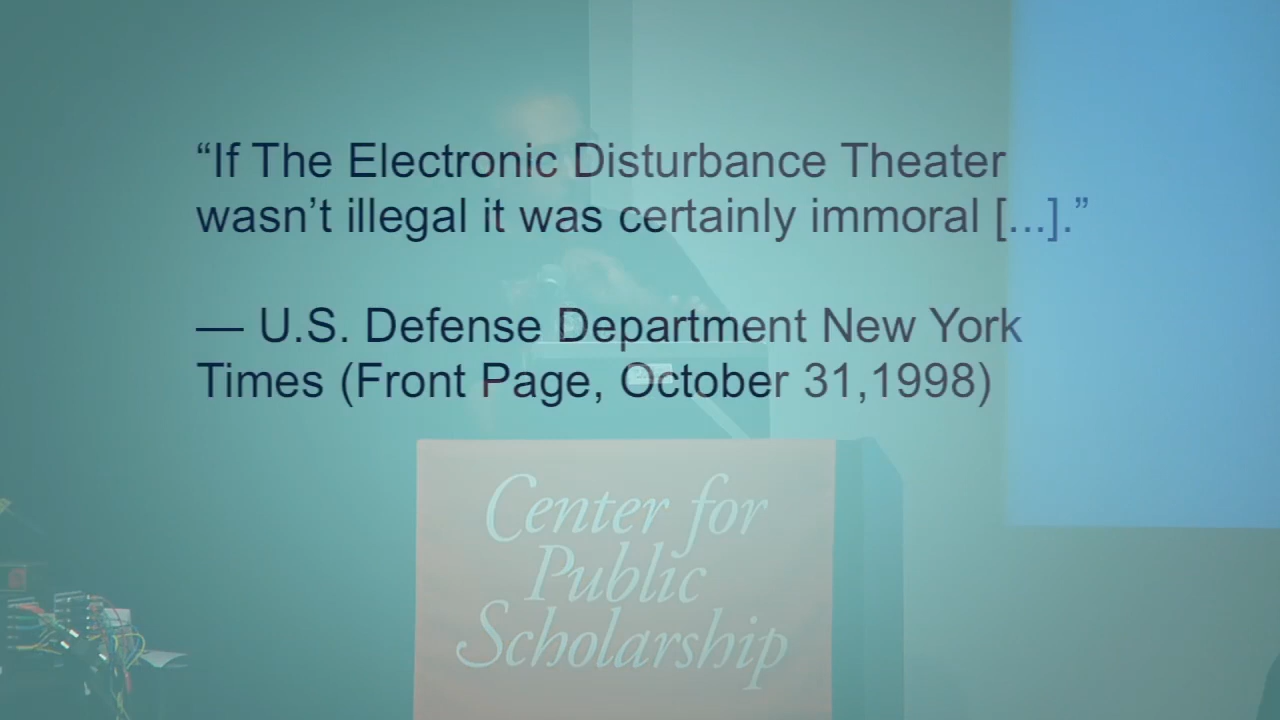 “If The Electronic Disturbance Theater
wasn’t illegal it was certainly immoral [...].”
— U.S. Defense Department New York
Times (Front Page, October 31,1998)
Center for
Public
Scholarship